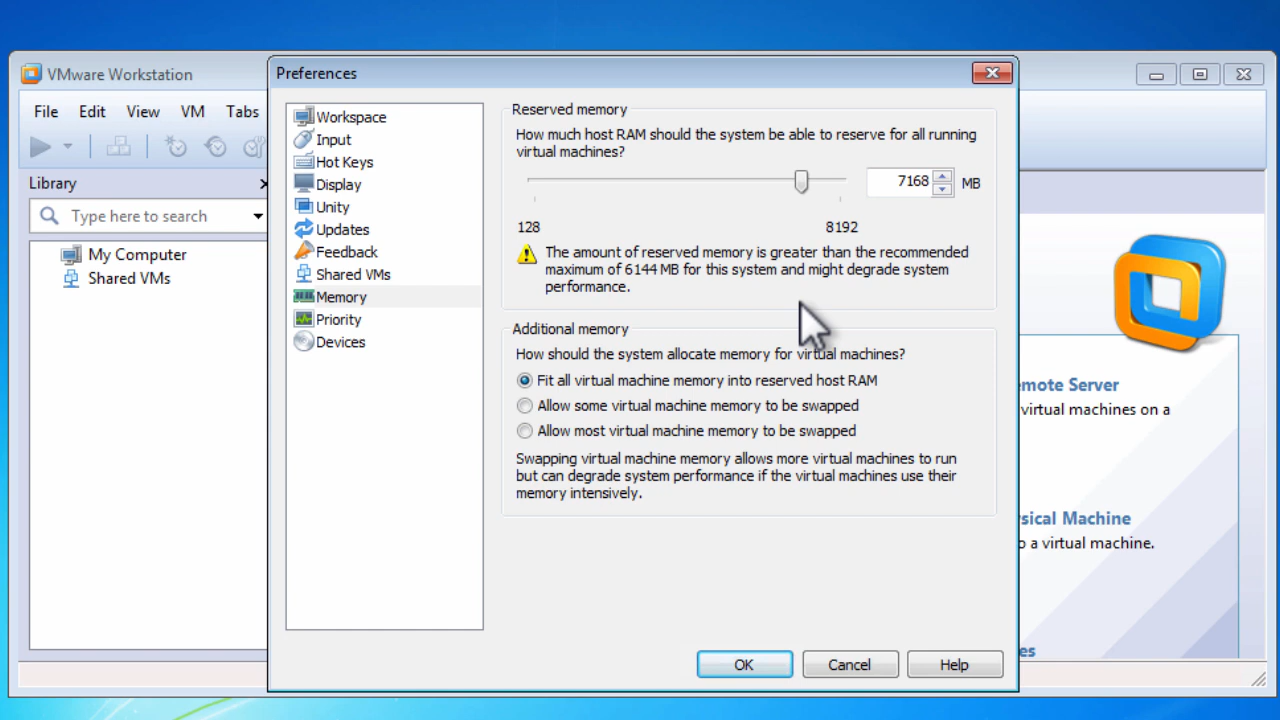 VMware Workstation
File Edit View VM Tabs
Library
Type here to search
My Computer
Shared VMs
Preferences
Workspace
Input
Hot Keys
Display
Unity
Updates
Feedback
Shared VMs
Memory
Priority
Devices
Reserved memory
How much host RAM should the system be able to reserve for all running
virtual machines?
7168 MB
128 8192
The amount of reserved memory is greater than the recommended
maximum of 6144 MB for this system and might degrade system
performance.
Additional memory
How should the system allocate memory for virtual machines?
Fit all virtual machine memory into reserved host RAM
Allow some virtual machine memory to be swapped
Allow most virtual machine memory to be swapped
Swapping virtual machine memory allows more virtual machines to run
but can degrade system performance if the virtual machines use their
memory intensively.
OK Cancel Help
Server
virtual machines on a
Machine
a virtual machine.